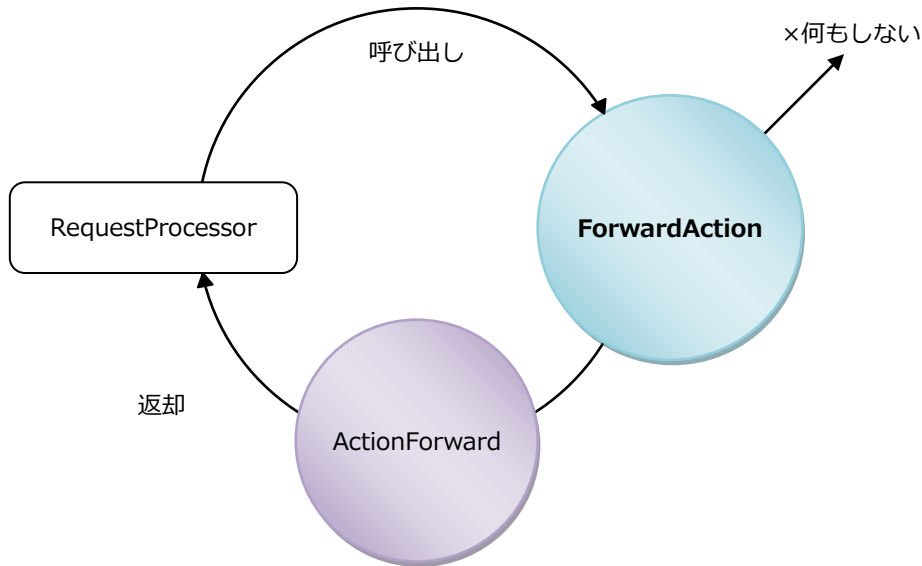 ×何もしない
呼び出し
RequestProcessor
ForwardAction
返却
ActionForward